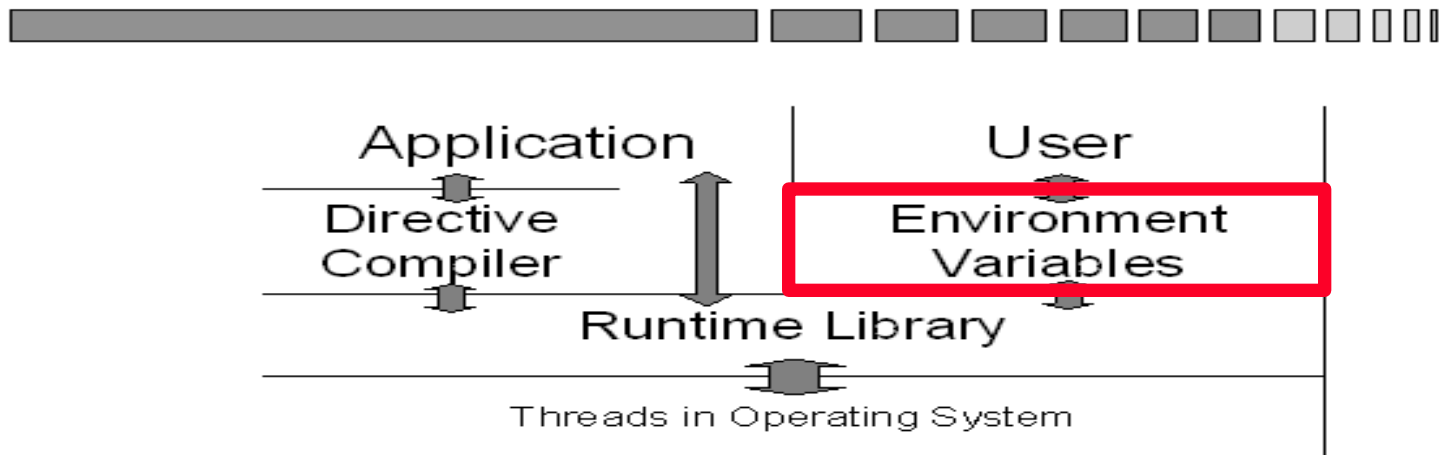 Application
User
Directive
Compiler
Environment
Variables
Runtime Library
Threads in Operating System